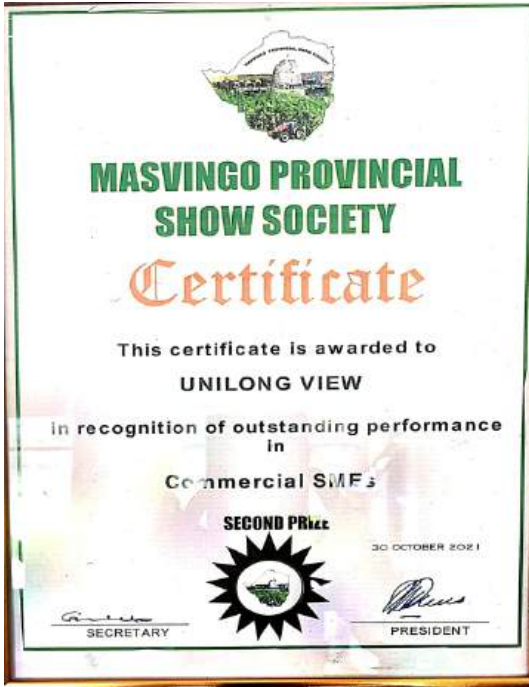 MASVINGO PROVINCIAL
SHOW SOCIETY
Certificate
This certificate is awarded to
UNILONG VIEW
in recognition of outstanding performance
in
Commercial SMEs
SECOND PRIZE
30 OCTOBER 2021
SECRETARY
PRESIDENT